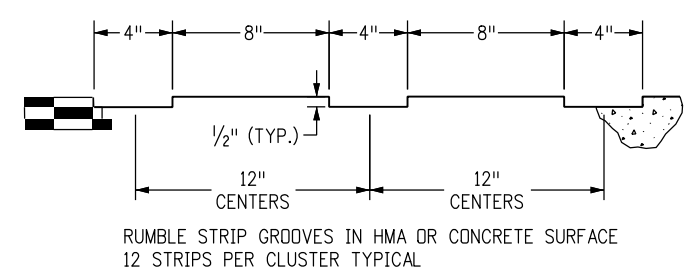 4" 8" 4" 8" 4"
1/2" (TYP.)
12" 12"
CENTERS CENTERS
RUMBLE STRIP GROOVES IN HMA OR CONCRETE SURFACE
12 STRIPS PER CLUSTER TYPICAL